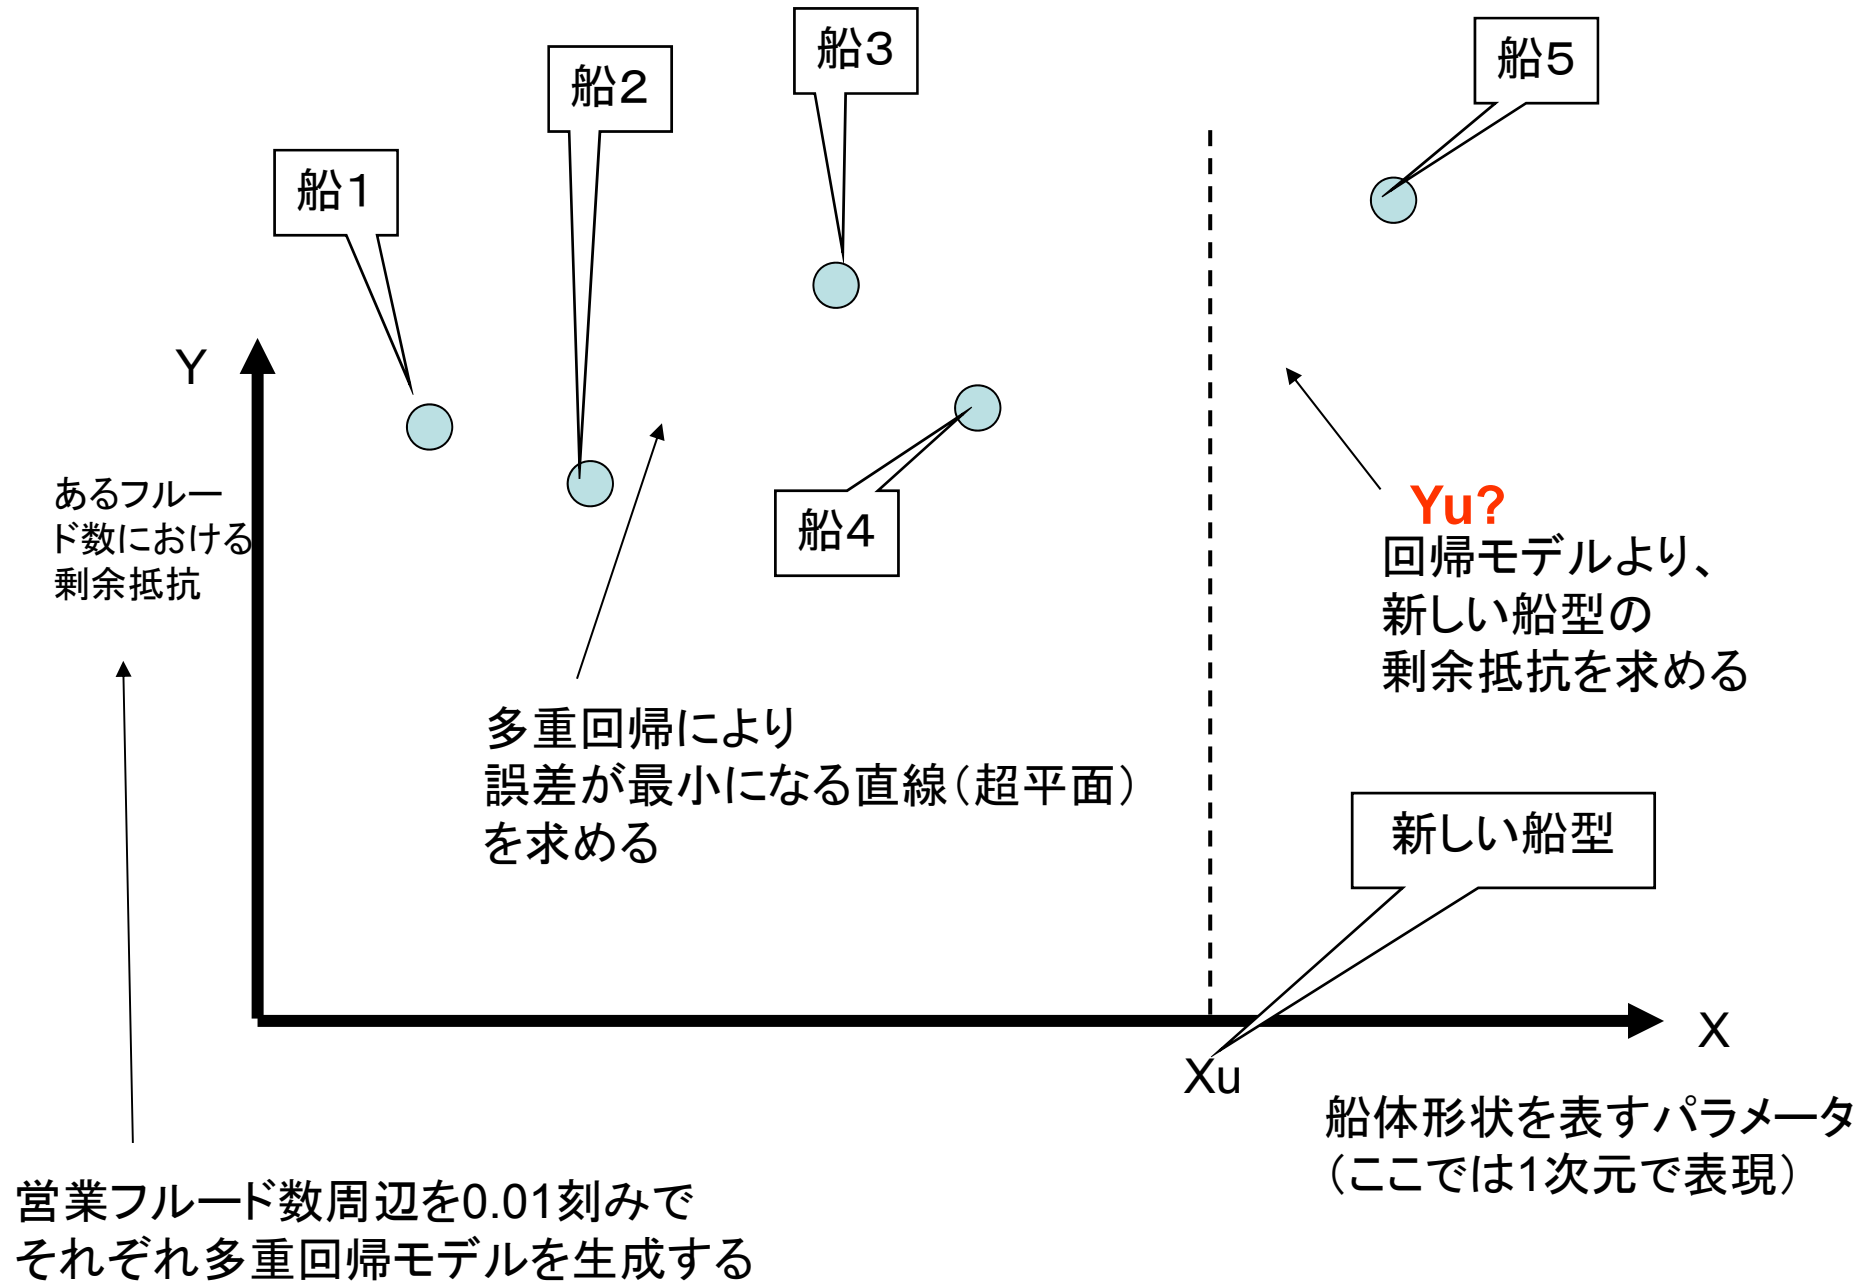 船3
船5
船2
船1
Y
あるフルー
ド数における
剰余抵抗
船4
Yu?
回帰モデルより、
新しい船型の
剰余抵抗を求める
多重回帰により
誤差が最小になる直線（超平面）
を求める
新しい船型
X
Xu
船体形状を表すパラメータ
（ここでは1次元で表現）
営業フルード数周辺を0.01刻みで
それぞれ多重回帰モデルを生成する